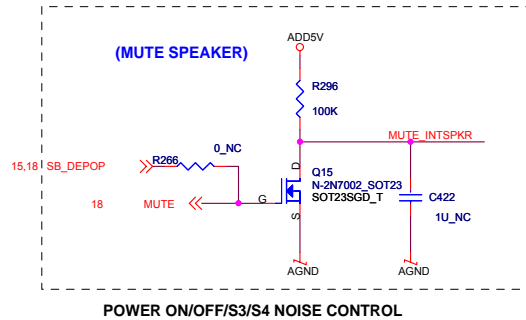 ADD5V
(MUTE SPEAKER)
R296
100K
0_NC
MUTE_INTSPKR
15,18 SB_DEPOP
R266
D
Q15
N-2N7002_SOT23
SOT23SGD_T
C422
18 MUTE
G
S
1U_NC
AGND
AGND
POWER ON/OFF/S3/S4 NOISE CONTROL